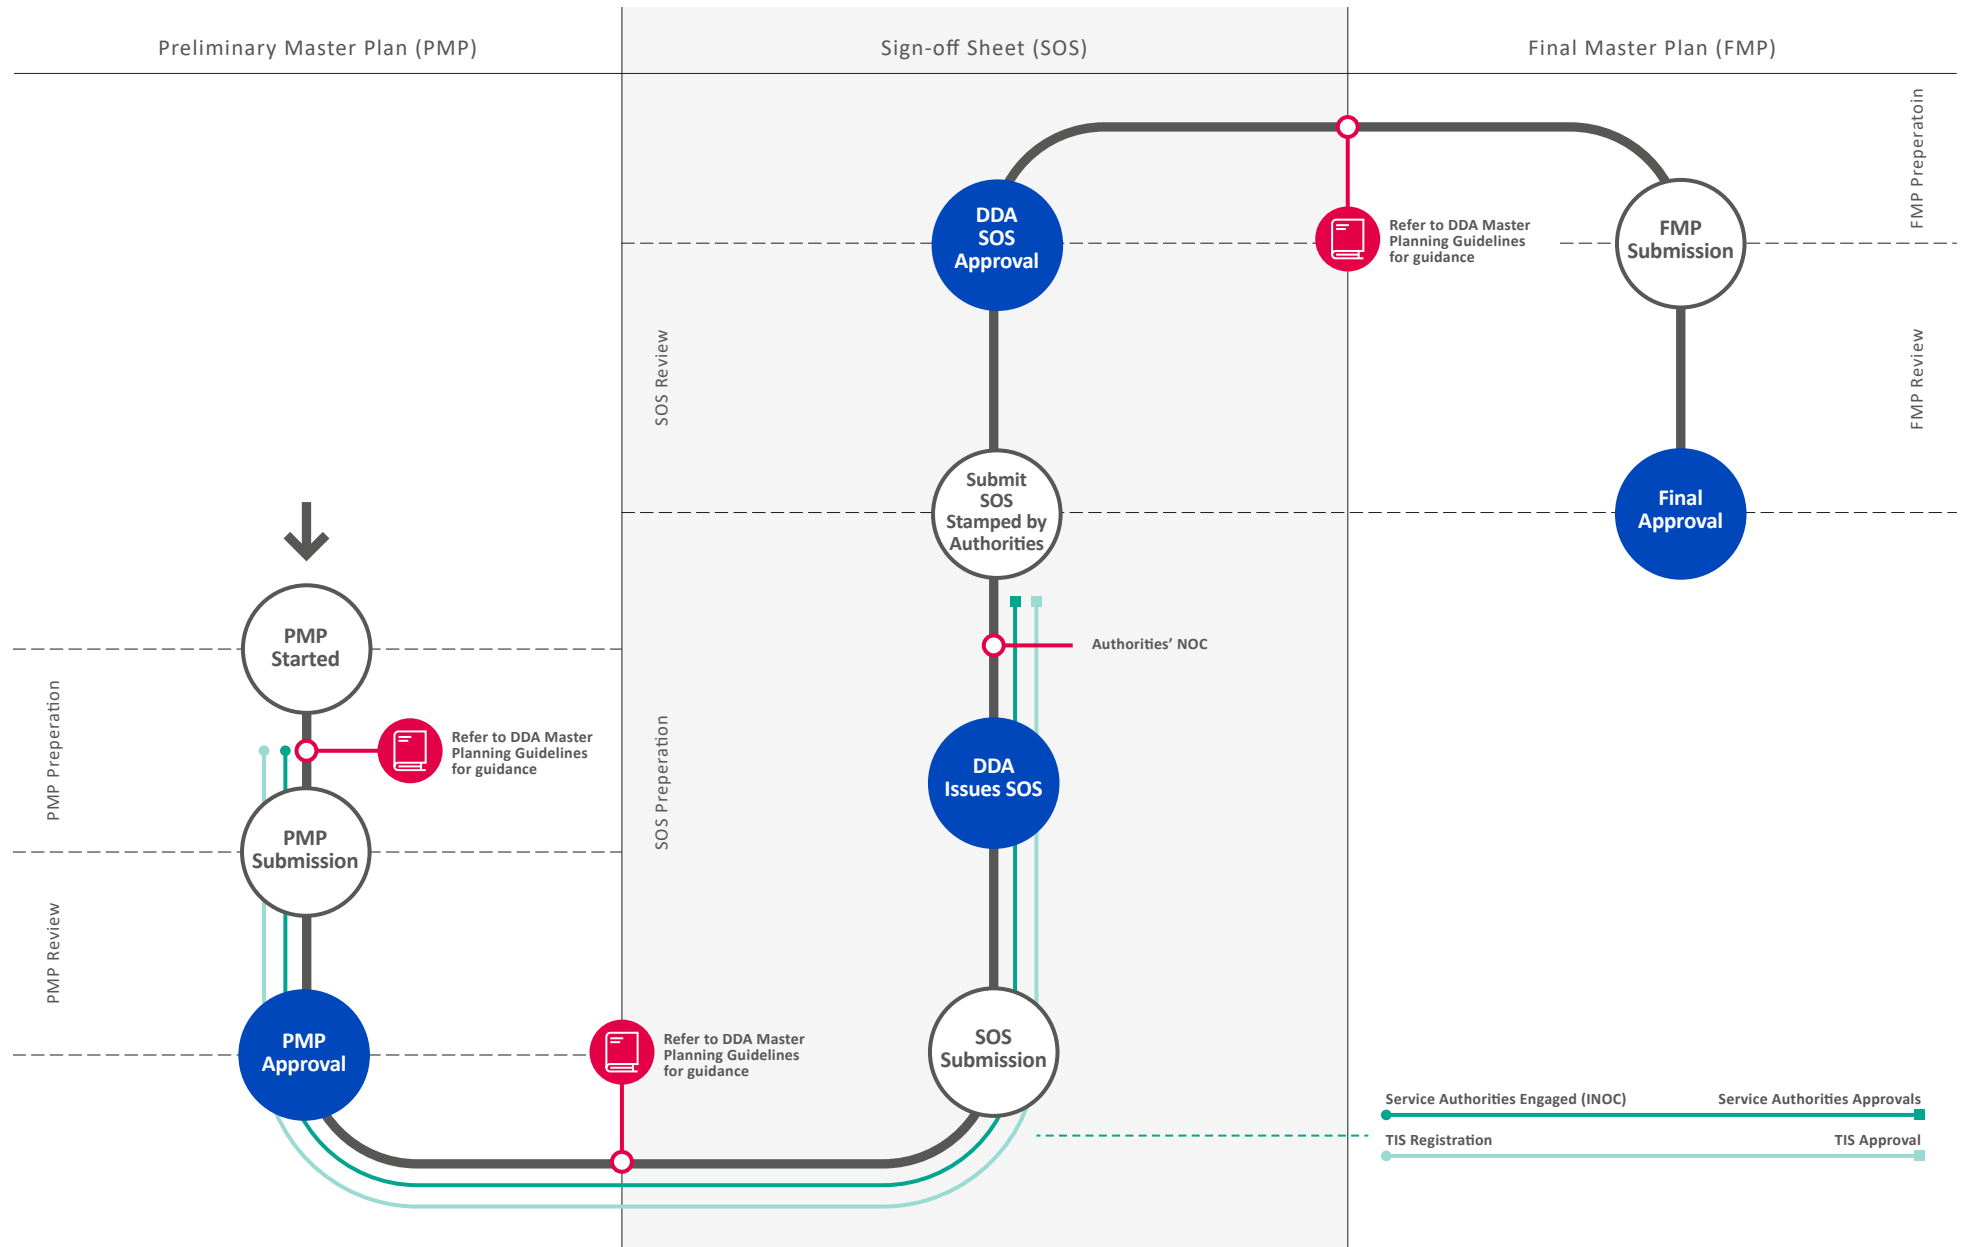 Preliminary Master Plan (PMP)
Sign-off Sheet (SOS)
Final Master Plan (FMP)
PMP
Started
PMP Preperation
Refer to DDA Master
Planning Guidelines
for guidance
PMP
Submission
PMP Review
PMP
Approval
Refer to DDA Master
Planning Guidelines
for guidance
SOS
Submission
SOS Preperation
DDA
Issues SOS
Authorities’ NOC
Submit
SOS
Stamped by
Authorities
SOS Review
DDA
SOS
Approval
Refer to DDA Master
Planning Guidelines
for guidance
FMP Preperatoin
FMP
Submission
FMP Review
Final
Approval
Service Authorities Engaged (INOC)
Service Authorities Approvals
TIS Registration
TIS Approval